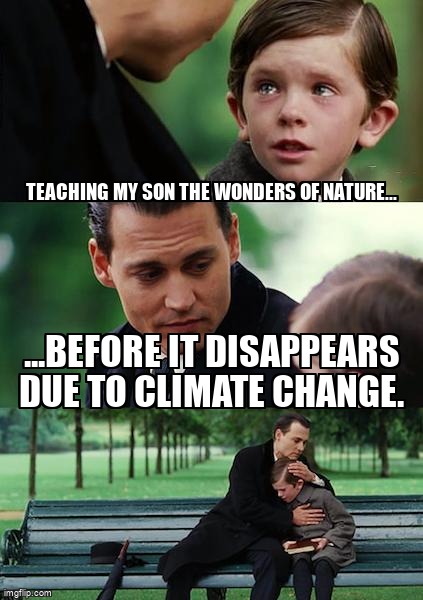 TEACHING MY SON THE WONDERS OF NATURE...
...BEFORE IT DISAPPEARS
DUE TO CLIMATE CHANGE.
imgflip.com